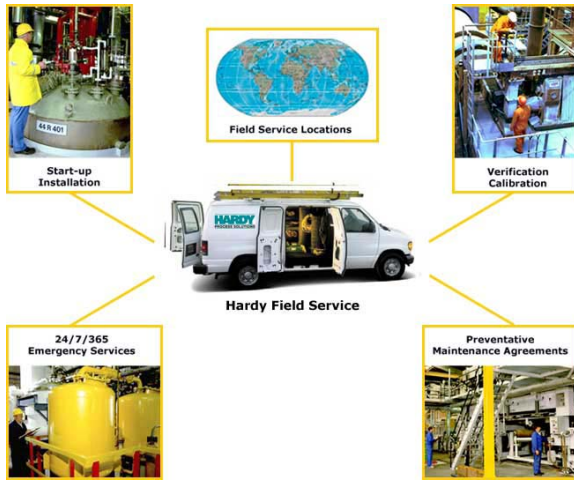 44 R 401
Start-up
Installation
Field Service Locations
Verification
Calibration
HARDY
PROCESS SOLUTIONS
Hardy Field Service
24/7/365
Emergency Services
Preventative
Maintenance Agreements